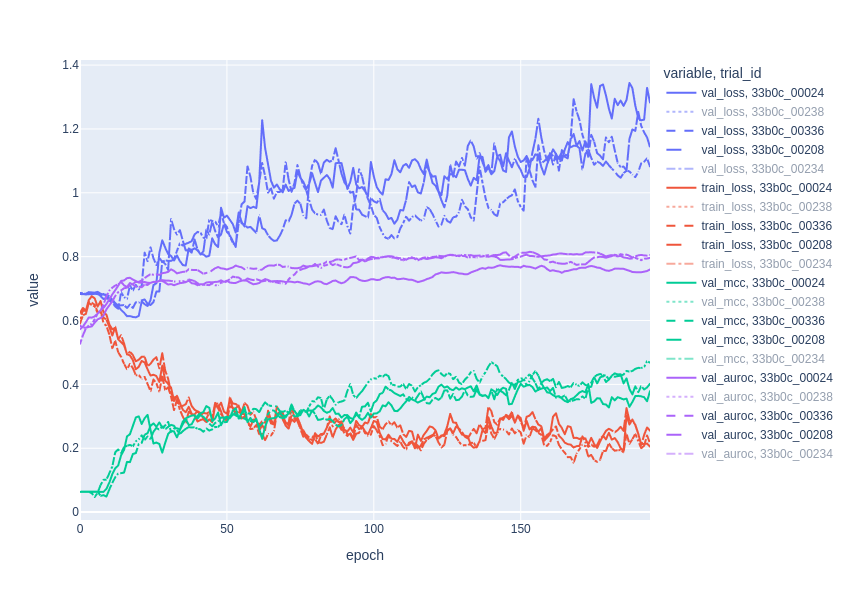 variable, trial_id
val_loss, 33b0c_00024
val_loss, 33b0c_00238
val_loss, 33b0c_00336
val_loss, 33b0c_00208
val_loss, 33b0c_00234
train_loss, 33b0c_00024
train_loss, 33b0c_00238
train_loss, 33b0c_00336
train_loss, 33b0c_00208
train_loss, 33b0c_00234
val_mcc, 33b0c_00024
val_mcc, 33b0c_00238
val_mcc, 33b0c_00336
val_mcc, 33b0c_00208
val_mcc, 33b0c_00234
val_auroc, 33b0c_00024
val_auroc, 33b0c_00238
val_auroc, 33b0c_00336
val_auroc, 33b0c_00208
val_auroc, 33b0c_00234
1.4
1.2
1
0.8
0.6
0.4
0.2
0
value
0 50 100 150
epoch